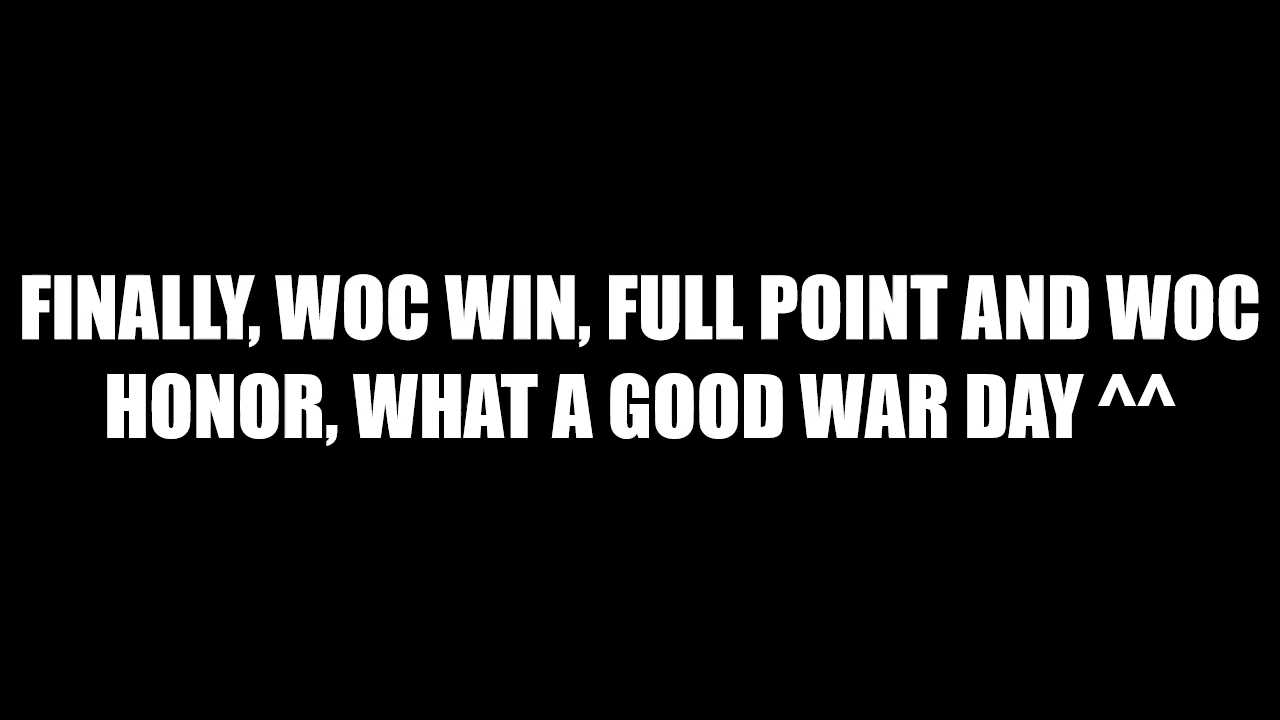 FINALLY, WOC WIN, FULL POINT AND WOC
HONOR, WHAT A GOOD WAR DAY ^^